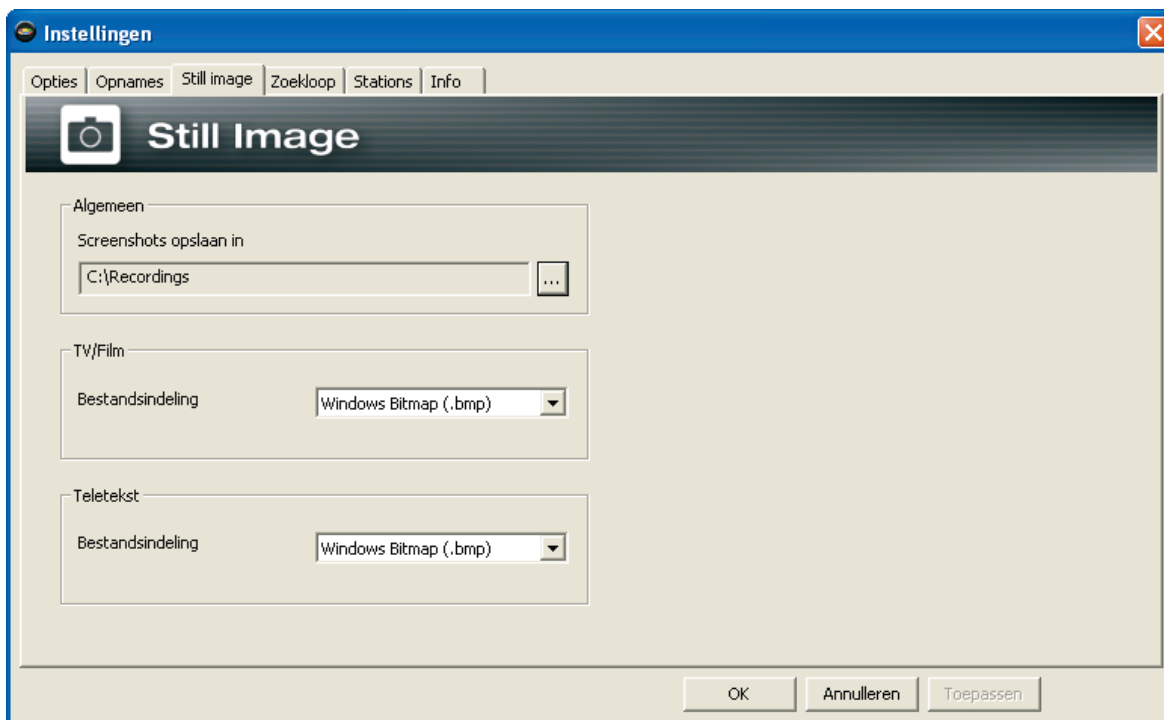 Instellingen
Opties Opnames Still image Zoekloop Stations Info
Still Image
Algemeen
Screenshots opslaan in
C:\Recordings ...
TV/Film
Bestandsindeling Windows Bitmap (.bmp)
Teletekst
Bestandsindeling Windows Bitmap (.bmp)
OK Annulleren Toepassen